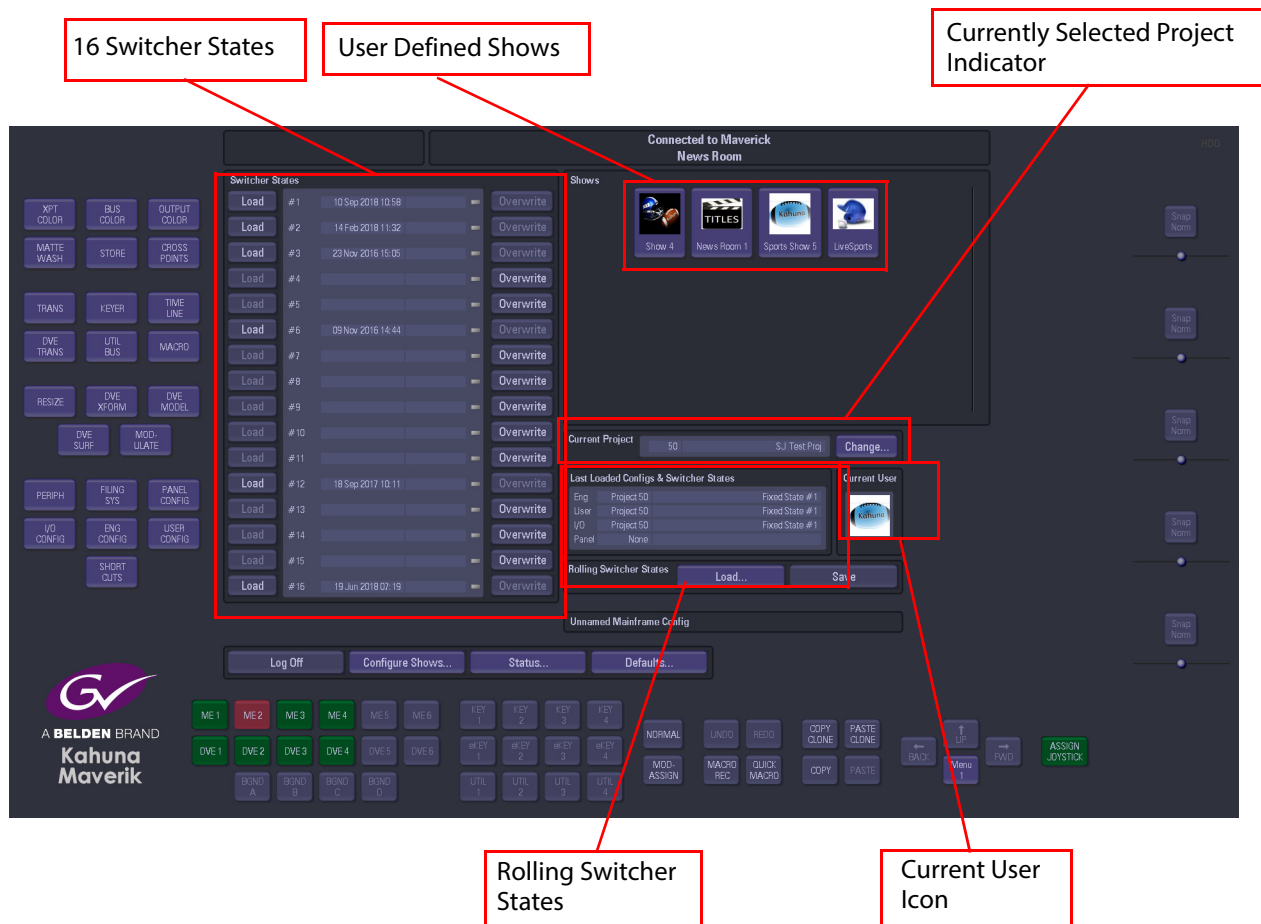 16 Switcher States
User Defined Shows
Currently Selected Project
Indicator
Connected to Maverick
News Room
HDD
Switcher States
Load #1 10 Sep 2018 10:58 Overwrite
Load #2 14 Feb 2018 11:32 Overwrite
Load #3 23 Nov 2016 15:05 Overwrite
Load #4 Overwrite
Load #5 Overwrite
Load #6 09 Nov 2016 14:44 Overwrite
Load #7 Overwrite
Load #8 Overwrite
Load #9 Overwrite
Load #10 Overwrite
Load #11 Overwrite
Load #12 18 Sep 2017 10:11 Overwrite
Load #13 Overwrite
Load #14 Overwrite
Load #15 Overwrite
Load #16 19 Jun 2018 07:19 Overwrite
Shows
TITLES
Kahuna
Show 4 News Room 1 Sports Show 5 LiveSports
XPT COLOR
BUS COLOR
OUTPUT COLOR
MATTE WASH
STORE
CROSS POINTS
TRANS
KEYER
TIME LINE
DVE TRANS
UTIL BUS
MACRO
RESIZE
DVE XFORM
DVE MODEL
DVE SURF
MOD-ULATE
PERIPH
FILING SYS
PANEL CONFIG
I/O CONFIG
ENG CONFIG
USER CONFIG
SHORT CUTS
Current Project 50 SJ Test Proj Change...
Last Loaded Configs & Switcher States
Eng Project 50 Fixed State #1
User Project 50 Fixed State #1
I/O Project 50 Fixed State #1
Panel None
Current User
Kahuna
Rolling Switcher States Load... Save
Unnamed Mainframe Config
Snap Norm
Snap Norm
Snap Norm
Snap Norm
Snap Norm
Log Off Configure Shows... Status... Defaults...
GV
A BELDEN BRAND
Kahuna
Maverik
ME 1 ME 2 ME 3 ME 4 ME 5 ME 6
DVE 1 DVE 2 DVE 3 DVE 4 DVE 5 DVE 6
BGND A BGND B BGND C BGND D
KEY 1 KEY 2 KEY 3 KEY 4
eKEY 1 eKEY 2 eKEY 3 eKEY 4
UTIL 1 UTIL 2 UTIL 3 UTIL 4
NORMAL UNDO REDO COPY CLONE PASTE CLONE
MOD-ASSIGN MACRO REC QUICK MACRO COPY PASTE
UP
BACK Menu 1 FWD
ASSIGN JOYSTICK
Rolling Switcher
States
Current User
Icon